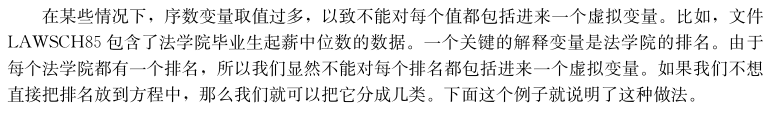 在某些情况下，序数变量取值过多，以致不能对每个值都包括进来一个虚拟变量。比如，文件
LAWSCH85 包含了法学院毕业生起薪中位数的数据。一个关键的解释变量是法学院的排名。由于
每个法学院都有一个排名，所以我们显然不能对每个排名都包括进来一个虚拟变量。如果我们不想
直接把排名放到方程中，那么我们就可以把它分成几类。下面这个例子就说明了这种做法。